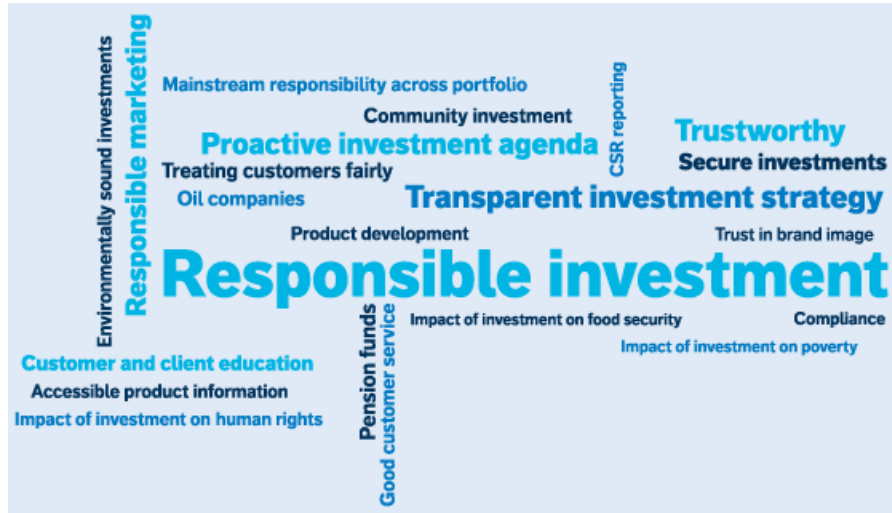 Environmentally sound investments
Responsible marketing
Mainstream responsibility across portfolio
Community investment
CSR reporting
Proactive investment agenda
Trustworthy
Treating customers fairly
Secure investments
Oil companies
Transparent investment strategy
Product development
Trust in brand image
Responsible investment
Impact of investment on food security
Compliance
Pension funds
Good customer service
Impact of investment on poverty
Customer and client education
Accessible product information
Impact of investment on human rights